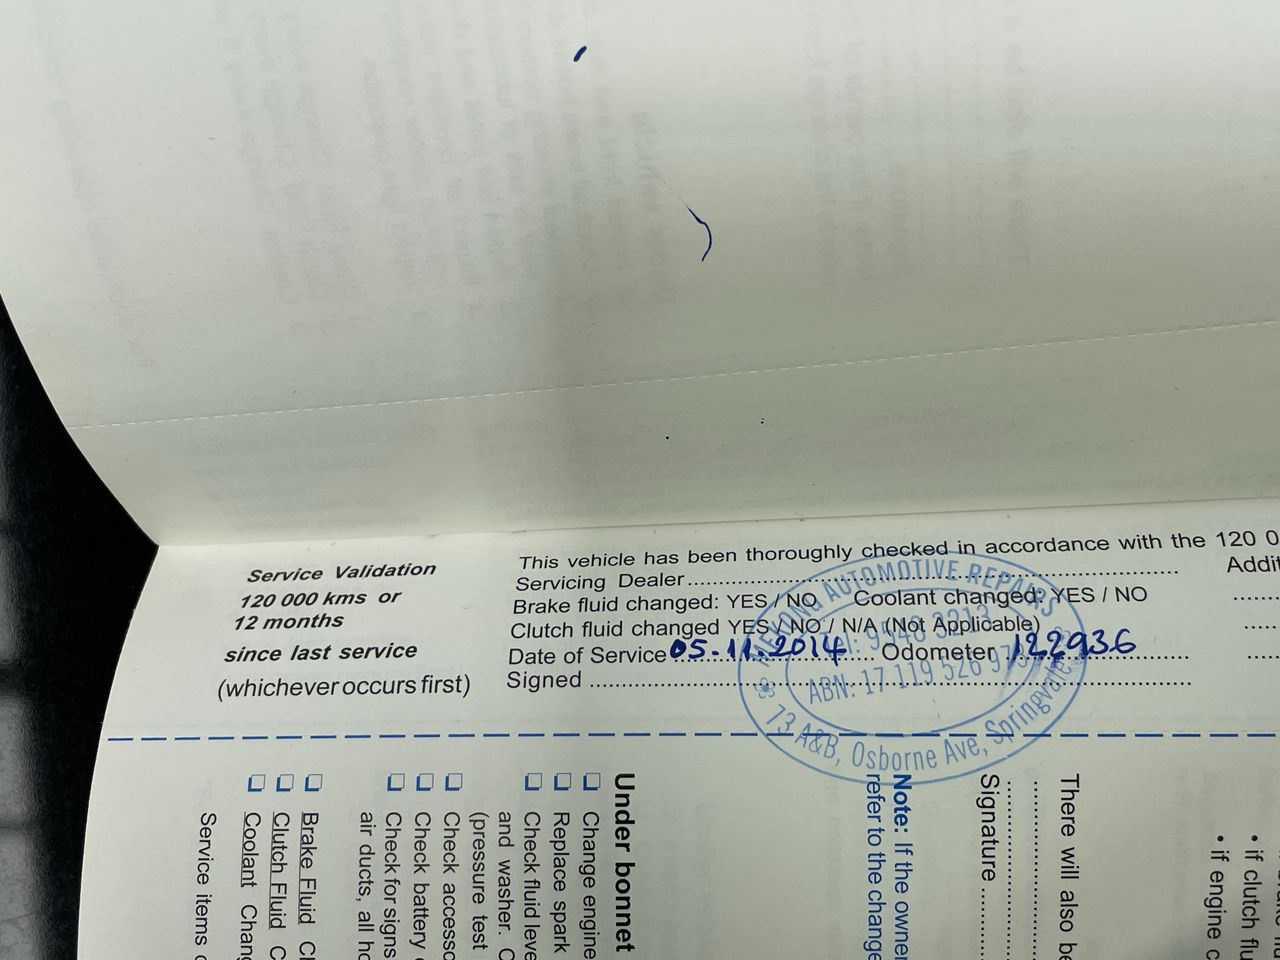 Service Validation
120 000 kms or
12 months
since last service
(whichever occurs first)
This vehicle has been thoroughly checked in accordance with the 120 0
Servicing Dealer
Addit
Brake fluid changed: YES / NO Coolant changed: YES / NO
Clutch fluid changed YES / NO / N/A (Not Applicable)
Date of Service 05.11.2014 Odometer 122936
Signed
MEKONG AUTOMOTIVE REPAIRS
Tel: 9548 3213
ABN: 17 119 526 973
73 A&B, Osborne Ave, Springvale
There will also be
Signature
Note: If the owner
refer to the change
• if clutch flu
• if engine c
Under bonnet
Change engine
Replace spark
Check fluid leve
and washer. C
(pressure test
Check accesso
Check battery
Check for signs
air ducts, all ho
Brake Fluid C
Clutch Fluid C
Coolant Chang
Service items